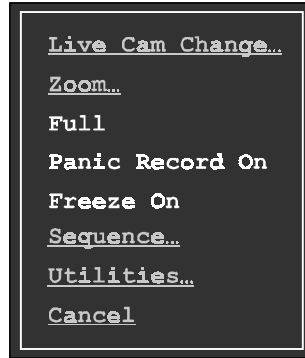 Live Cam Change…
Zoom…
Full
Panic Record On
Freeze On
Sequence…
Utilities…
Cancel